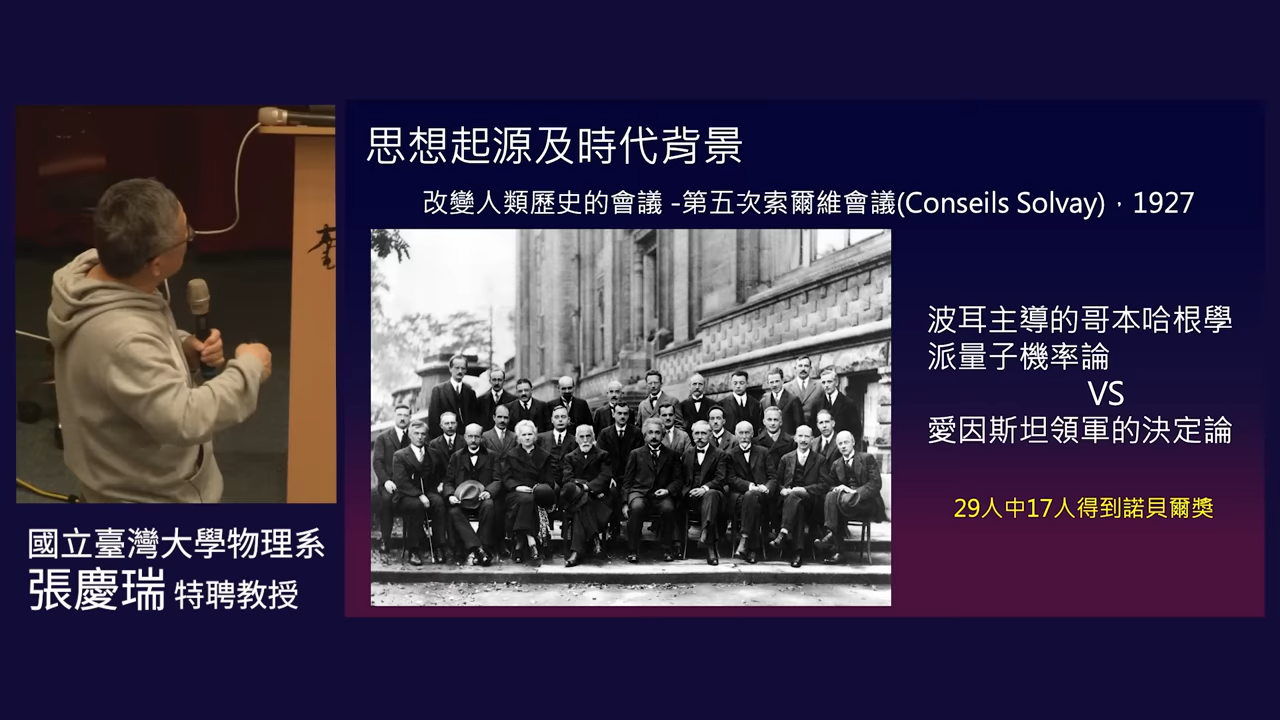 思想起源及時代背景
改變人類歷史的會議 -第五次索爾維會議(Conseils Solvay)，1927
波耳主導的哥本哈根學
派量子機率論
VS
愛因斯坦領軍的決定論
29人中17人得到諾貝爾獎
國立臺灣大學物理系
張慶瑞 特聘教授